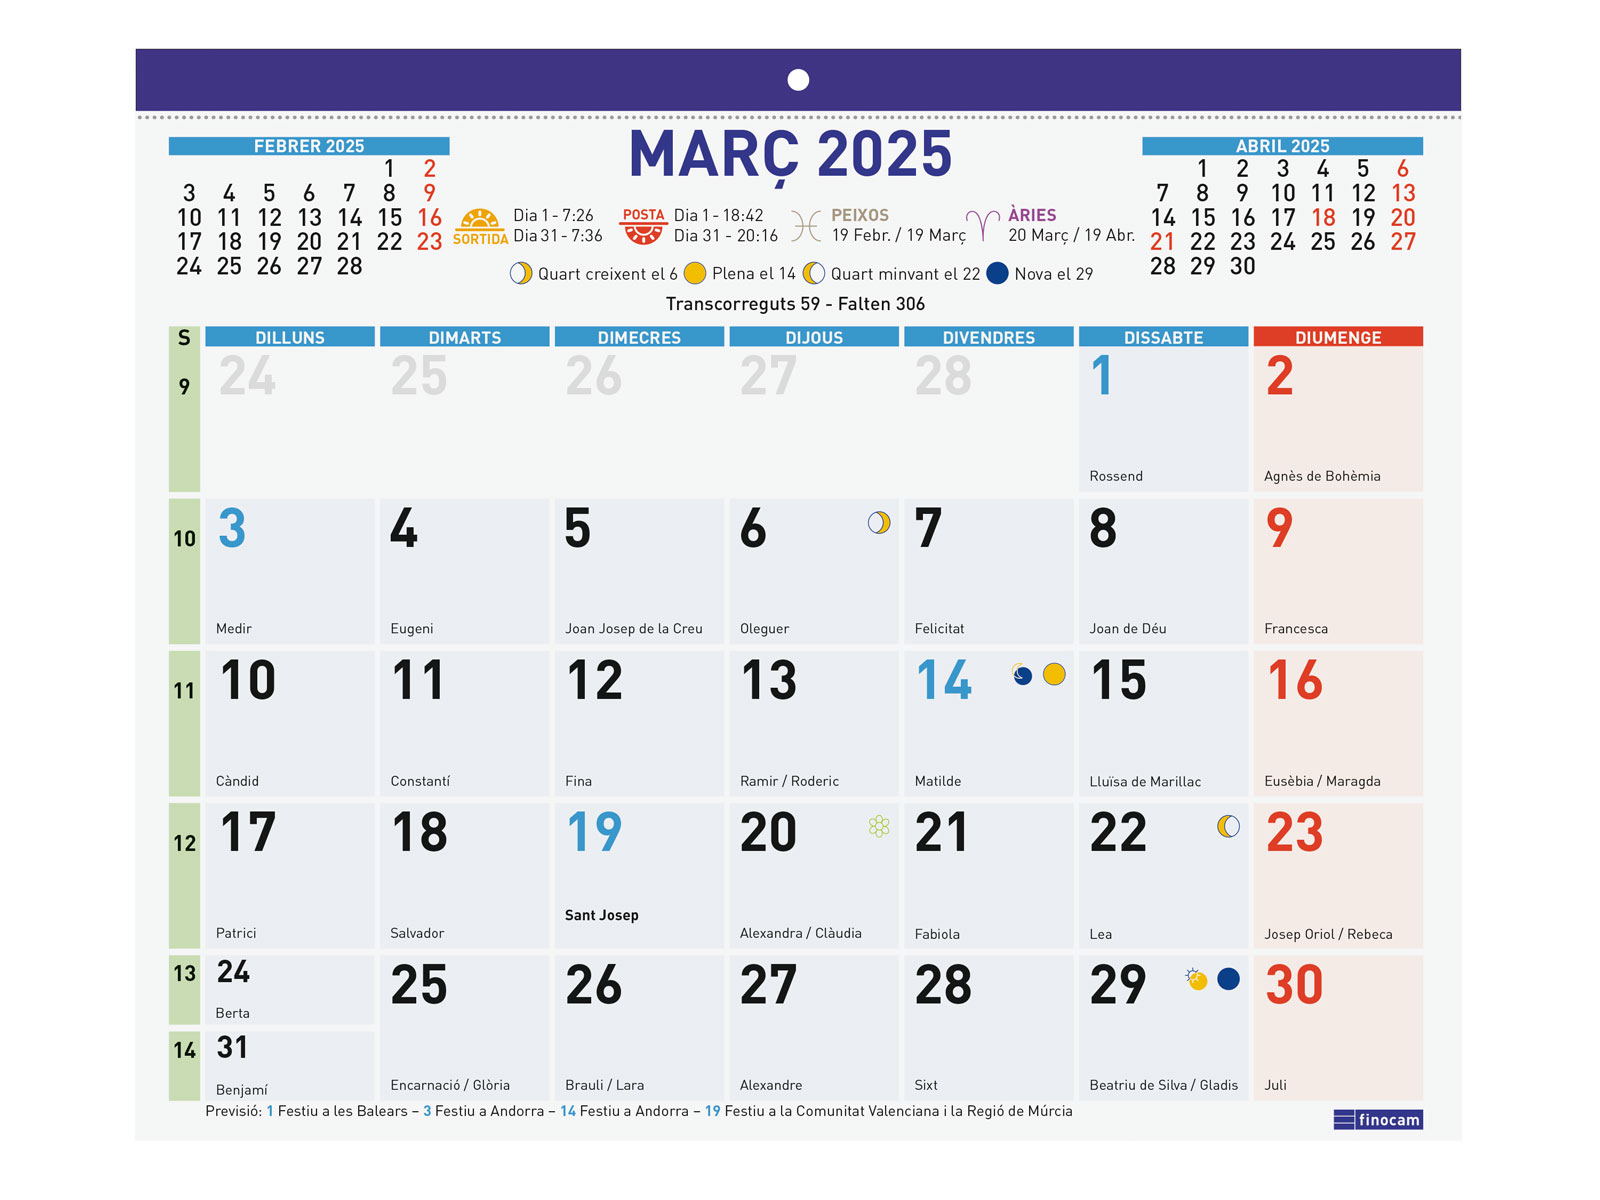 MARÇ 2025
FEBRER 2025
1 2
3 4 5 6 7 8 9
10 11 12 13 14 15 16
17 18 19 20 21 22 23
24 25 26 27 28
SORTIDA
Dia 1 - 7:26
Dia 31 - 7:36
POSTA
Dia 1 - 18:42
Dia 31 - 20:16
PEIXOS
19 Febr. / 19 Març
ÀRIES
20 Març / 19 Abr.
ABRIL 2025
1 2 3 4 5 6
7 8 9 10 11 12 13
14 15 16 17 18 19 20
21 22 23 24 25 26 27
28 29 30
Quart creixent el 6 Plena el 14 Quart minvant el 22 Nova el 29
Transcorreguts 59 - Falten 306
S DILLUNS DIMARTS DIMECRES DIJOUS DIVENDRES DISSABTE DIUMENGE
9 24 25 26 27 28 1 2
Rossend Agnès de Bohèmia
10 3 4 5 6 7 8 9
Medir Eugeni Joan Josep de la Creu Oleguer Felicitat Joan de Déu Francesca
11 10 11 12 13 14 15 16
Càndid Constantí Fina Ramir / Roderic Matilde Lluïsa de Marillac Eusèbia / Maragda
12 17 18 19 20 21 22 23
Sant Josep
Patrici Salvador Alexandra / Clàudia Fabiola Lea Josep Oriol / Rebeca
13 24 25 26 27 28 29 30
Berta
14 31
Benjamí Encarnació / Glòria Brauli / Lara Alexandre Sixt Beatriu de Silva / Gladis Juli
Previsió: 1 Festiu a les Balears – 3 Festiu a Andorra – 14 Festiu a Andorra – 19 Festiu a la Comunitat Valenciana i la Regió de Múrcia
finocam